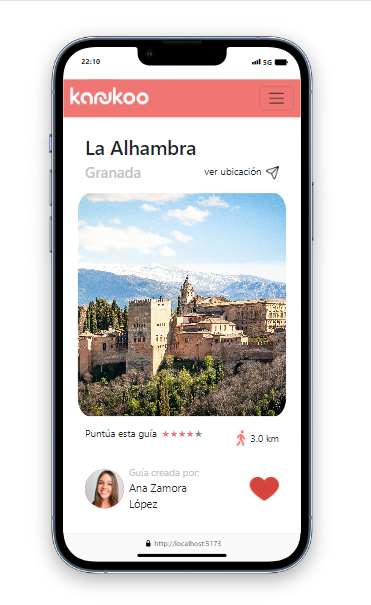 22:10
5G
kanukoo
La Alhambra
Granada
ver ubicación
Puntúa esta guía
3.0 km
Guía creada por:
Ana Zamora
López
http://localhost:5173